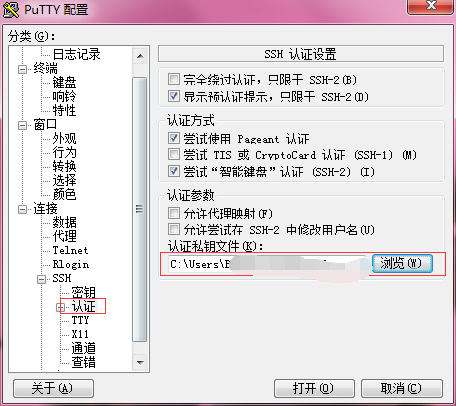 PuTTY 配置
分类(G):
日志记录
终端
键盘
响铃
特性
窗口
外观
行为
转换
选择
颜色
连接
数据
代理
Telnet
Rlogin
SSH
密钥
认证
TTY
X11
通道
查错
SSH 认证设置
完全绕过认证，只限于 SSH-2(B)
显示预认证提示，只限于 SSH-2(D)
认证方式
尝试使用 Pageant 认证
尝试 TIS 或 CryptoCard 认证 (SSH-1) (M)
尝试“智能键盘”认证 (SSH-2) (I)
认证参数
允许代理映射(F)
允许尝试在 SSH-2 中修改用户名(U)
认证私钥文件(K):
C:\Users\
浏览(W)
关于(A)
打开(O)
取消(C)